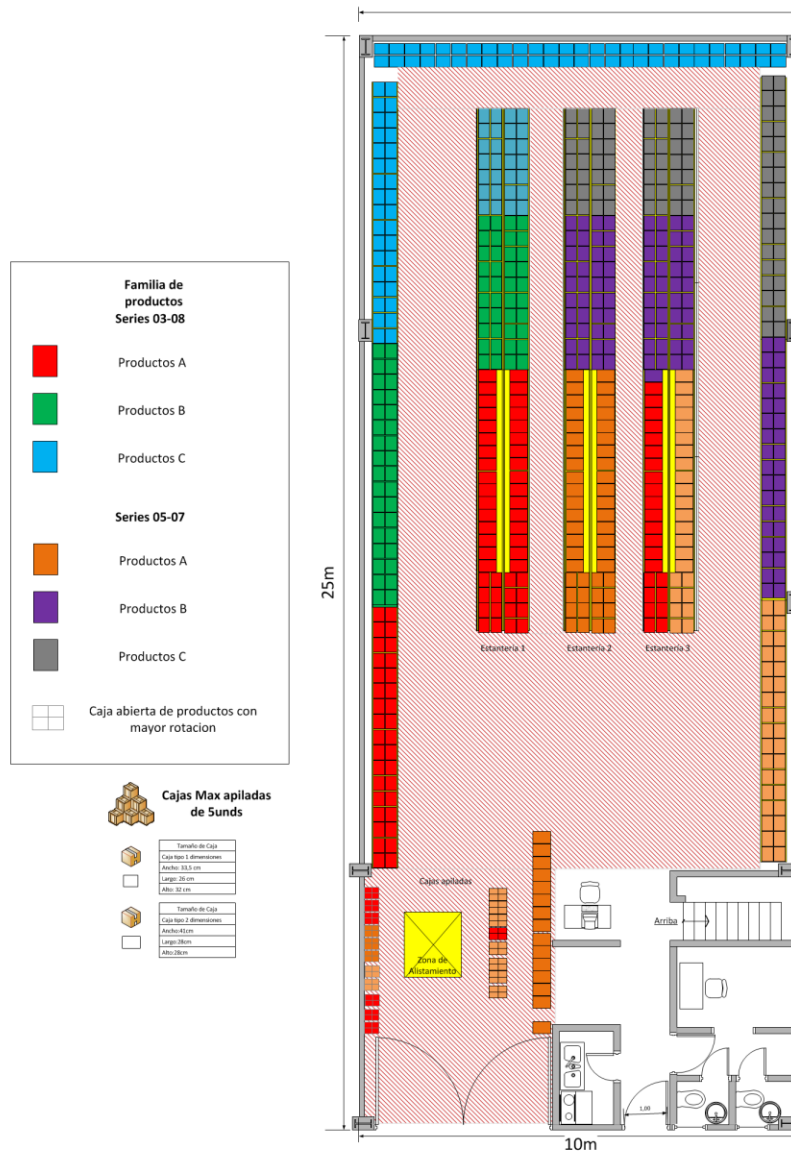 Familia de
productos
Series 03-08
Productos A
Productos B
Productos C
Series 05-07
Productos A
Productos B
Productos C
Caja abierta de productos con
mayor rotacion
Cajas Max apiladas
de 5unds
Tamaño de Caja
Caja tipo 1 dimensiones
Ancho: 33,5 cm
Largo: 26 cm
Alto: 32 cm
Tamaño de Caja
Caja tipo 2 dimensiones
Ancho:41cm
Largo:28cm
Alto:28cm
25m
Estantería 1
Estantería 2
Estantería 3
Cajas apiladas
Zona de
Alistamiento
Arriba
1,00
10m